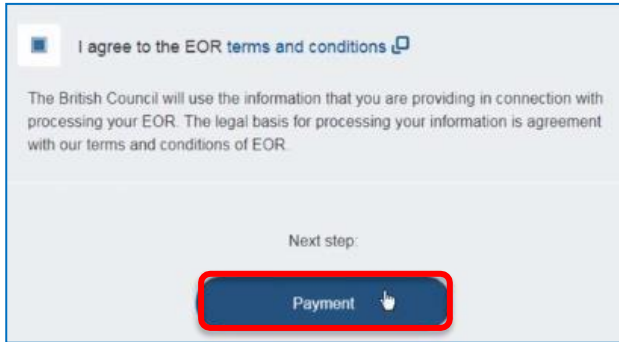 I agree to the EOR terms and conditions
The British Council will use the information that you are providing in connection with
processing your EOR. The legal basis for processing your information is agreement
with our terms and conditions of EOR.
Next step:
Payment